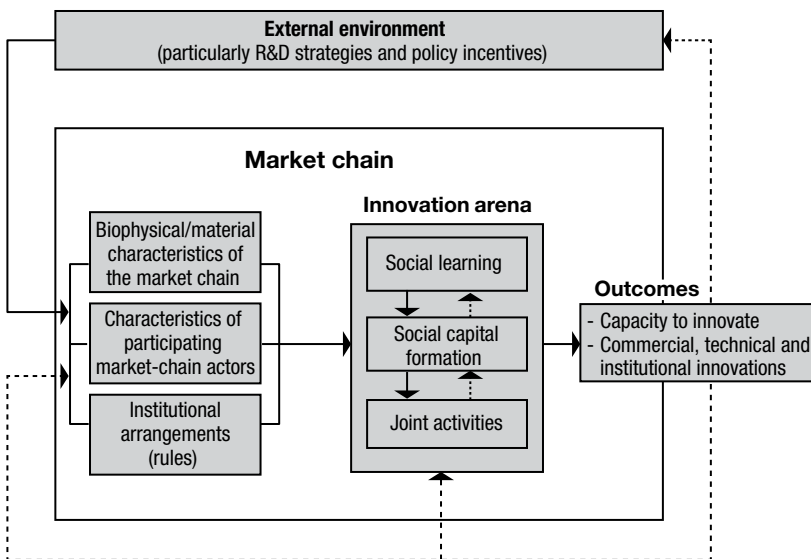 External environment
(particularly R&D strategies and policy incentives)
Market chain
Biophysical/material
characteristics of
the market chain
Characteristics of
participating
market-chain actors
Institutional
arrangements
(rules)
Innovation arena
Social learning
Social capital
formation
Joint activities
Outcomes
- Capacity to innovate
- Commercial, technical and
institutional innovations